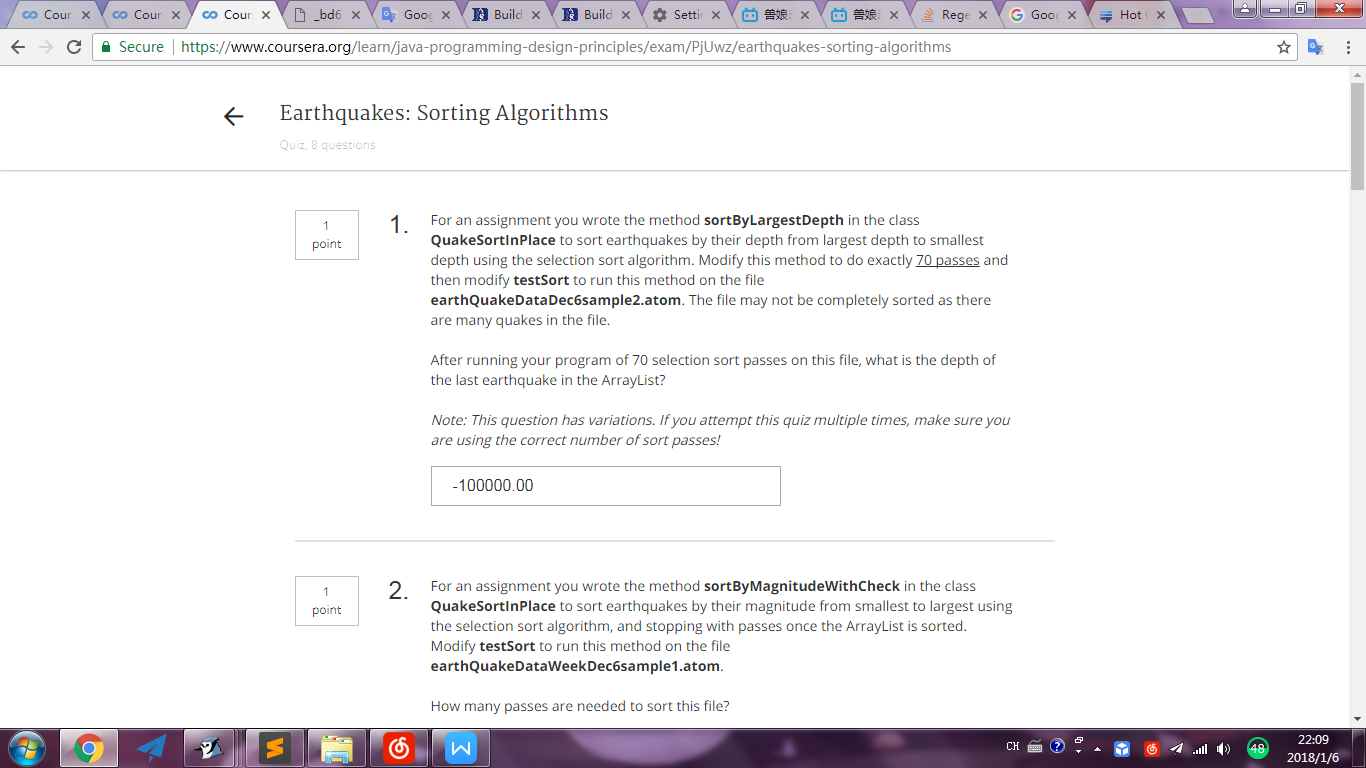 Cour
Cour
Cour
_bd6
Goog
Build
Build
Setti
Rege
Goog
Hot
Secure
https://www.coursera.org/learn/java-programming-design-principles/exam/PjUwz/earthquakes-sorting-algorithms
Earthquakes: Sorting Algorithms
Quiz, 8 questions
1
point
1.
For an assignment you wrote the method sortByLargestDepth in the class
QuakeSortInPlace to sort earthquakes by their depth from largest depth to smallest
depth using the selection sort algorithm. Modify this method to do exactly 70 passes and
then modify testSort to run this method on the file
earthQuakeDataDec6sample2.atom. The file may not be completely sorted as there
are many quakes in the file.
After running your program of 70 selection sort passes on this file, what is the depth of
the last earthquake in the ArrayList?
Note: This question has variations. If you attempt this quiz multiple times, make sure you
are using the correct number of sort passes!
-100000.00
1
point
2.
For an assignment you wrote the method sortByMagnitudeWithCheck in the class
QuakeSortInPlace to sort earthquakes by their magnitude from smallest to largest using
the selection sort algorithm, and stopping with passes once the ArrayList is sorted.
Modify testSort to run this method on the file
earthQuakeDataWeekDec6sample1.atom.
How many passes are needed to sort this file?
CH
48
22:09
2018/1/6